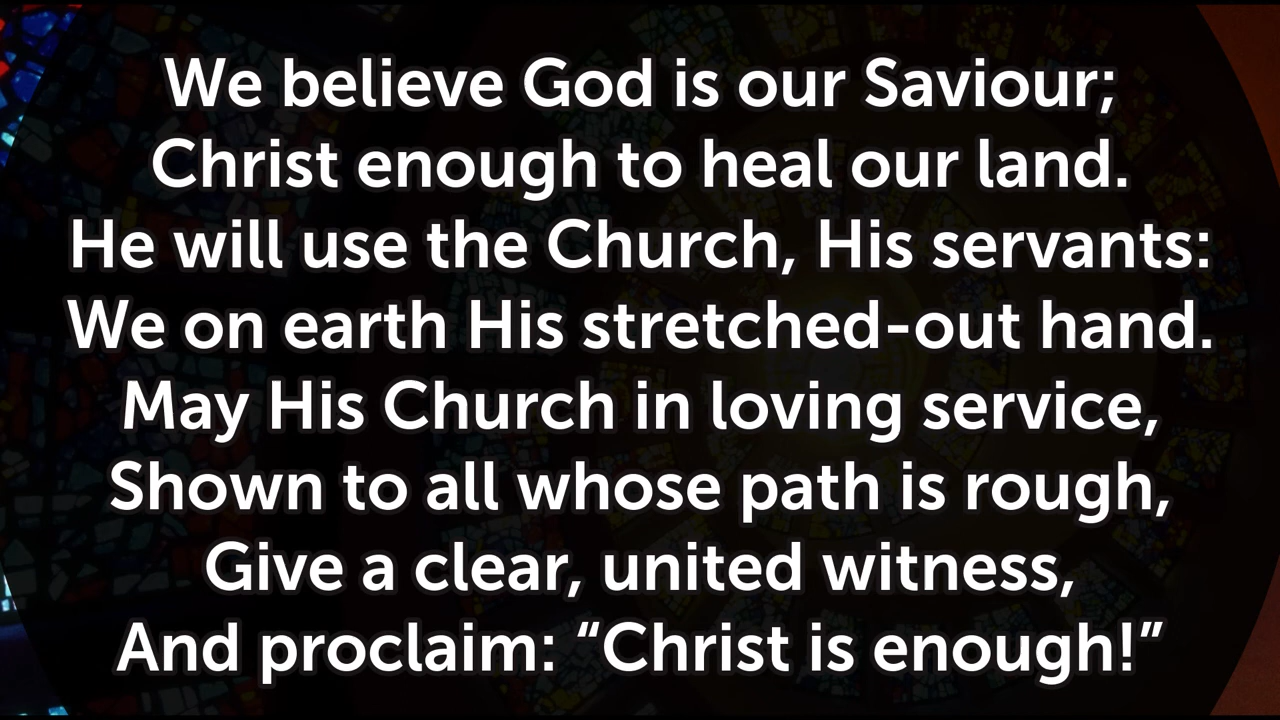 We believe God is our Saviour;
Christ enough to heal our land.
He will use the Church, His servants:
We on earth His stretched-out hand.
May His Church in loving service,
Shown to all whose path is rough,
Give a clear, united witness,
And proclaim: “Christ is enough!”